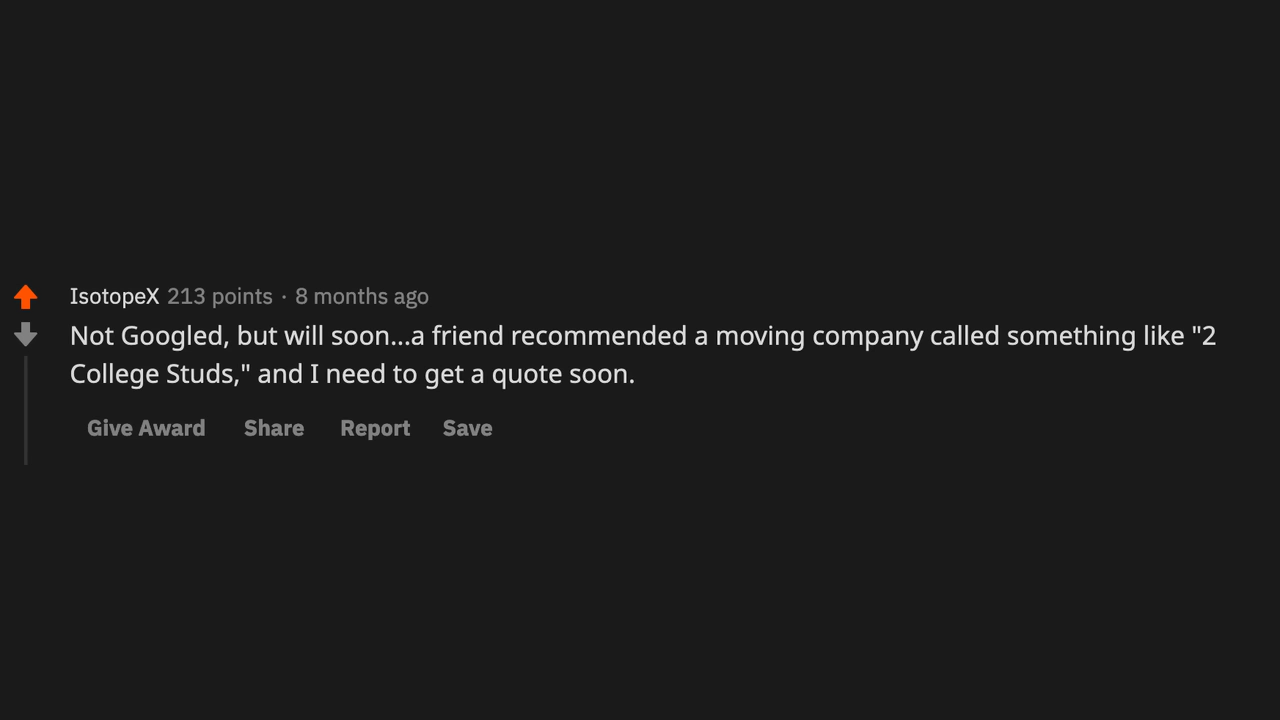 IsotopeX 213 points · 8 months ago
Not Googled, but will soon...a friend recommended a moving company called something like "2
College Studs," and I need to get a quote soon.
Give Award Share Report Save